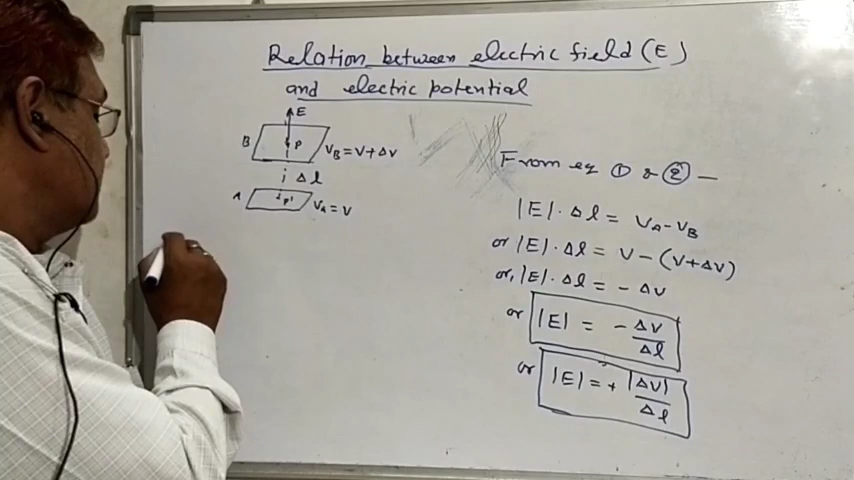 Relation between electric field (E)
and electric potential
E
B P V_B = V + ΔV
Δl
A P' V_A = V
From eq ① & ② —
|E| · Δl = V_A - V_B
or |E| · Δl = V - (V + ΔV)
or, |E| · Δl = - ΔV
or |E| = - ΔV/Δl
or |E| = + |ΔV|/Δl